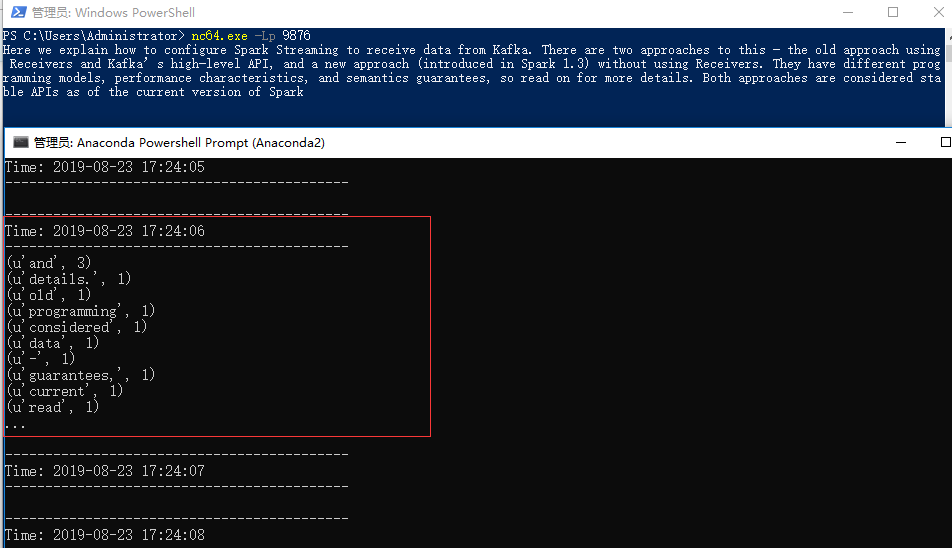 管理员: Windows PowerShell
PS C:\Users\Administrator> nc64.exe -Lp 9876
Here we explain how to configure Spark Streaming to receive data from Kafka. There are two approaches to this - the old approach using
 Receivers and Kafka' s high-level API, and a new approach (introduced in Spark 1.3) without using Receivers. They have different prog
ramming models, performance characteristics, and semantics guarantees, so read on for more details. Both approaches are considered sta
ble APIs as of the current version of Spark
管理员: Anaconda Powershell Prompt (Anaconda2)
Time: 2019-08-23 17:24:05
-------------------------------------------
-------------------------------------------
Time: 2019-08-23 17:24:06
-------------------------------------------
(u'and', 3)
(u'details.', 1)
(u'old', 1)
(u'programming', 1)
(u'considered', 1)
(u'data', 1)
(u'-', 1)
(u'guarantees,', 1)
(u'current', 1)
(u'read', 1)
...
-------------------------------------------
Time: 2019-08-23 17:24:07
-------------------------------------------
-------------------------------------------
Time: 2019-08-23 17:24:08